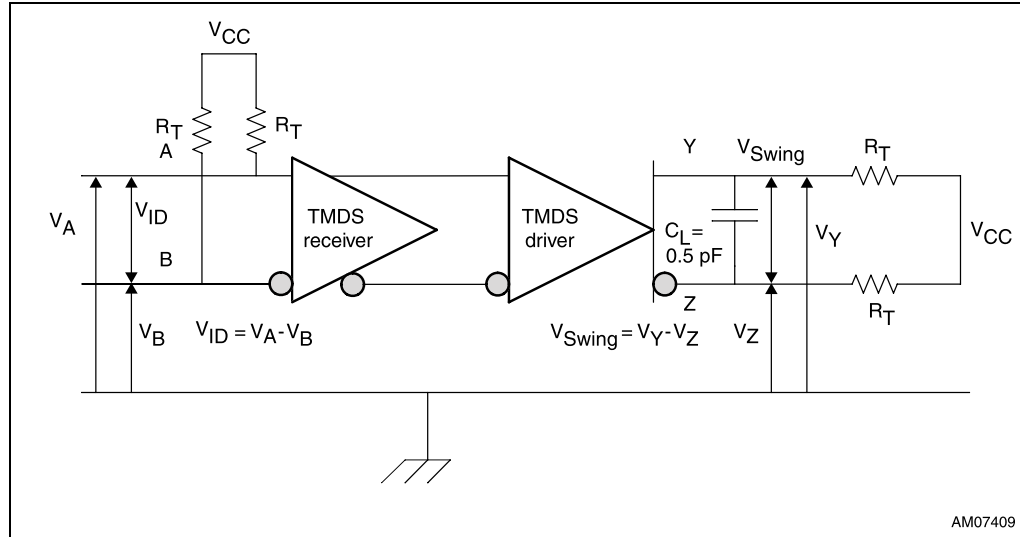 VCC
RT
A
RT
Y
VSwing
RT
VA
VID
TMDS
receiver
TMDS
driver
CL=
0.5 pF
VY
VCC
B
Z
RT
VB
VID = VA-VB
VSwing=VY-VZ
VZ
AM07409